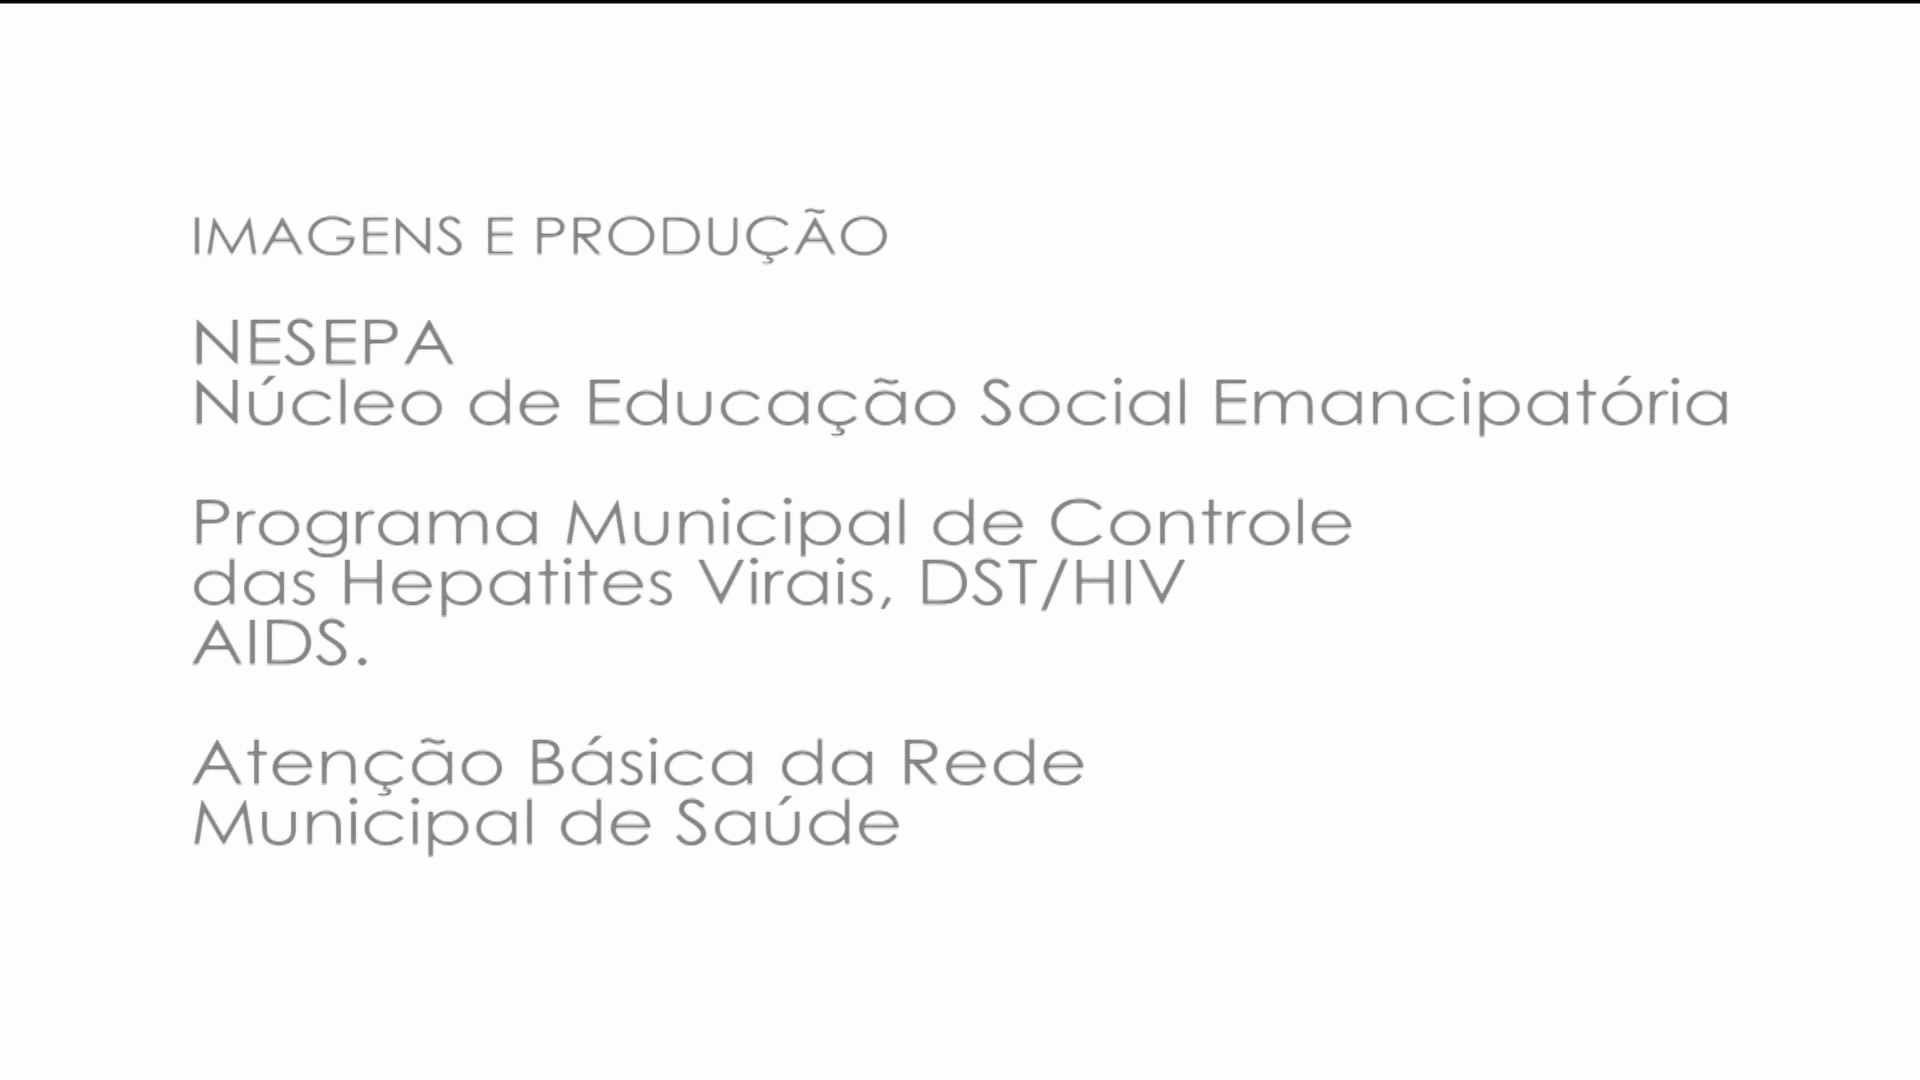 IMAGENS E PRODUÇÃO
NESEPA
Núcleo de Educação Social Emancipatória
Programa Municipal de Controle
das Hepatites Virais, DST/HIV
AIDS.
Atenção Básica da Rede
Municipal de Saúde